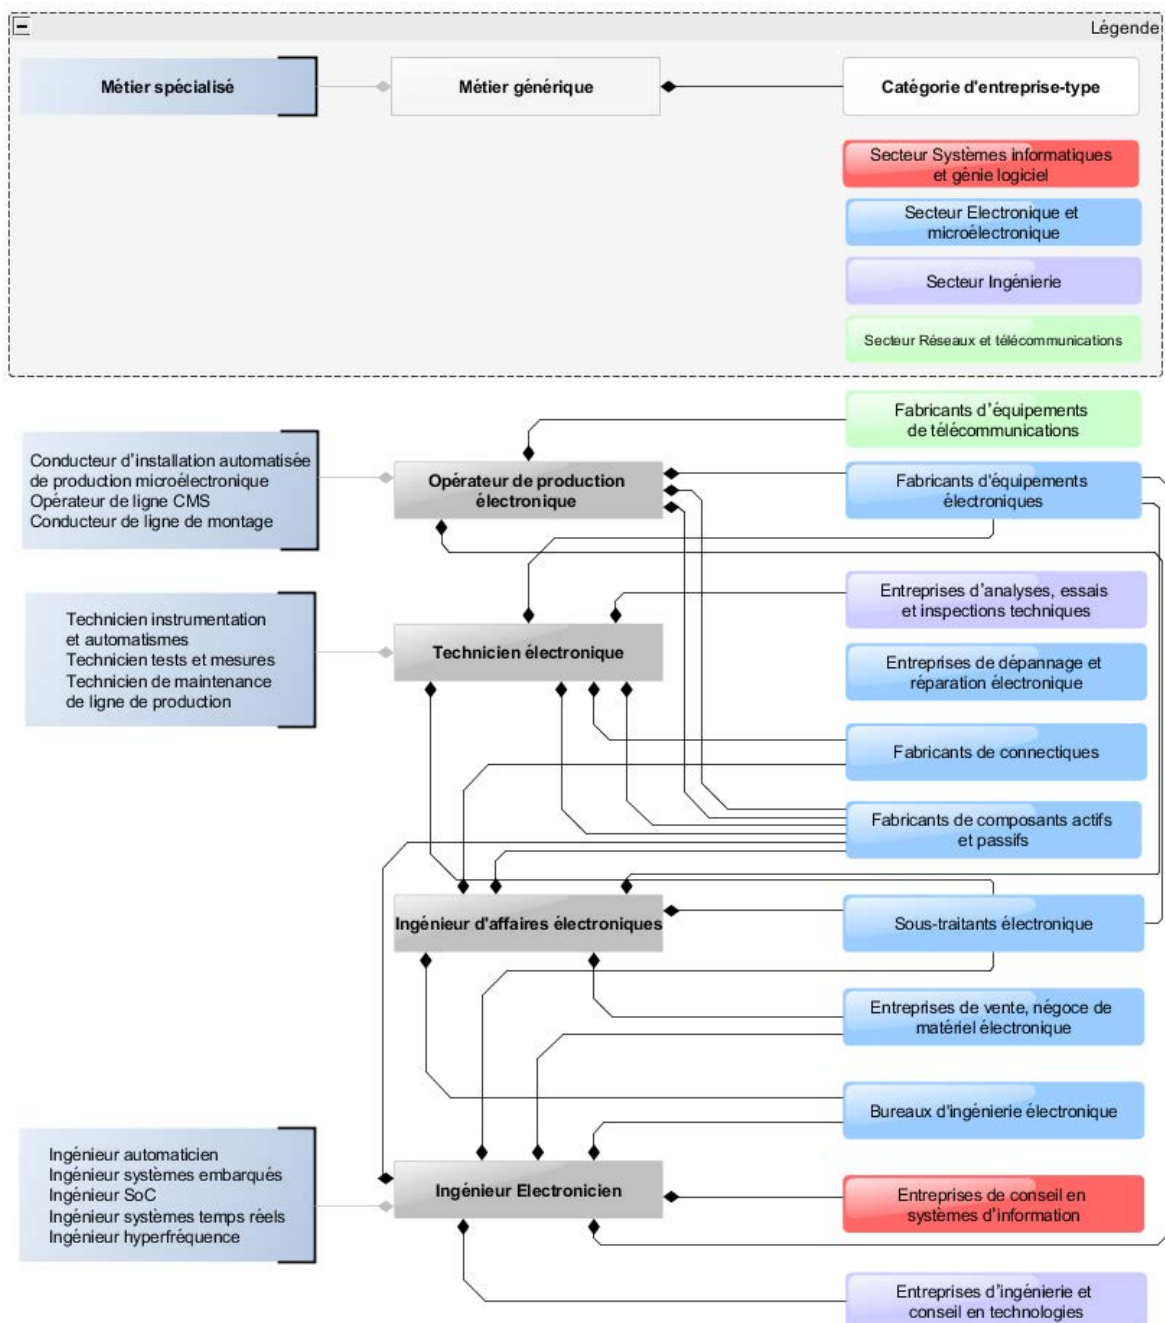 Légende
Métier spécialisé
Métier générique
Catégorie d'entreprise-type
Secteur Systèmes informatiques
et génie logiciel
Secteur Electronique et
microélectronique
Secteur Ingénierie
Secteur Réseaux et télécommunications
Fabricants d'équipements
de télécommunications
Conducteur d'installation automatisée
de production microélectronique
Opérateur de ligne CMS
Conducteur de ligne de montage
Opérateur de production
électronique
Fabricants d'équipements
électroniques
Technicien instrumentation
et automatismes
Technicien tests et mesures
Technicien de maintenance
de ligne de production
Technicien électronique
Entreprises d'analyses, essais
et inspections techniques
Entreprises de dépannage et
réparation électronique
Fabricants de connectiques
Fabricants de composants actifs
et passifs
Ingénieur d'affaires électroniques
Sous-traitants électronique
Entreprises de vente, négoce de
matériel électronique
Bureaux d'ingénierie électronique
Ingénieur automaticien
Ingénieur systèmes embarqués
Ingénieur SoC
Ingénieur systèmes temps réels
Ingénieur hyperfréquence
Ingénieur Electronicien
Entreprises de conseil en
systèmes d'information
Entreprises d'ingénierie et
conseil en technologies